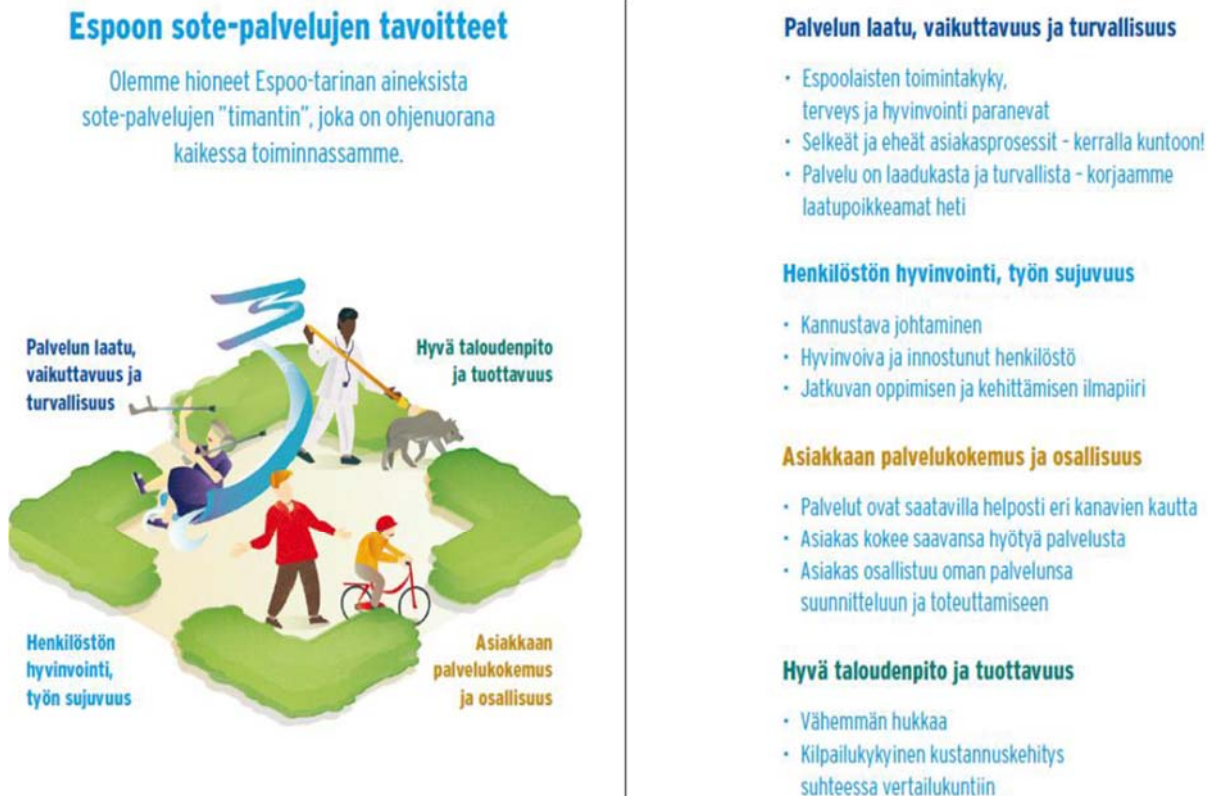 Espoon sote-palvelujen tavoitteet
Olemme hioneet Espoo-tarinan aineksista
sote-palvelujen "timantin", joka on ohjenuorana
kaikessa toiminnassamme.
Palvelun laatu,
vaikuttavuus ja
turvallisuus
Hyvä taloudenpito
ja tuottavuus
Henkilöstön
hyvinvointi,
työn sujuvuus
Asiakkaan
palvelukokemus
ja osallisuus
Palvelun laatu, vaikuttavuus ja turvallisuus
• Espoolaisten toimintakyky,
terveys ja hyvinvointi paranevat
• Selkeät ja eheät asiakasprosessit - kerralla kuntoon!
• Palvelu on laadukasta ja turvallista - korjaamme
laatupoikkeamat heti
Henkilöstön hyvinvointi, työn sujuvuus
• Kannustava johtaminen
• Hyvinvoiva ja innostunut henkilöstö
• Jatkuvan oppimisen ja kehittämisen ilmapiiri
Asiakkaan palvelukokemus ja osallisuus
• Palvelut ovat saatavilla helposti eri kanavien kautta
• Asiakas kokee saavansa hyötyä palvelusta
• Asiakas osallistuu oman palvelunsa
suunnitteluun ja toteuttamiseen
Hyvä taloudenpito ja tuottavuus
• Vähemmän hukkaa
• Kilpailukykyinen kustannuskehitys
suhteessa vertailukuntiin